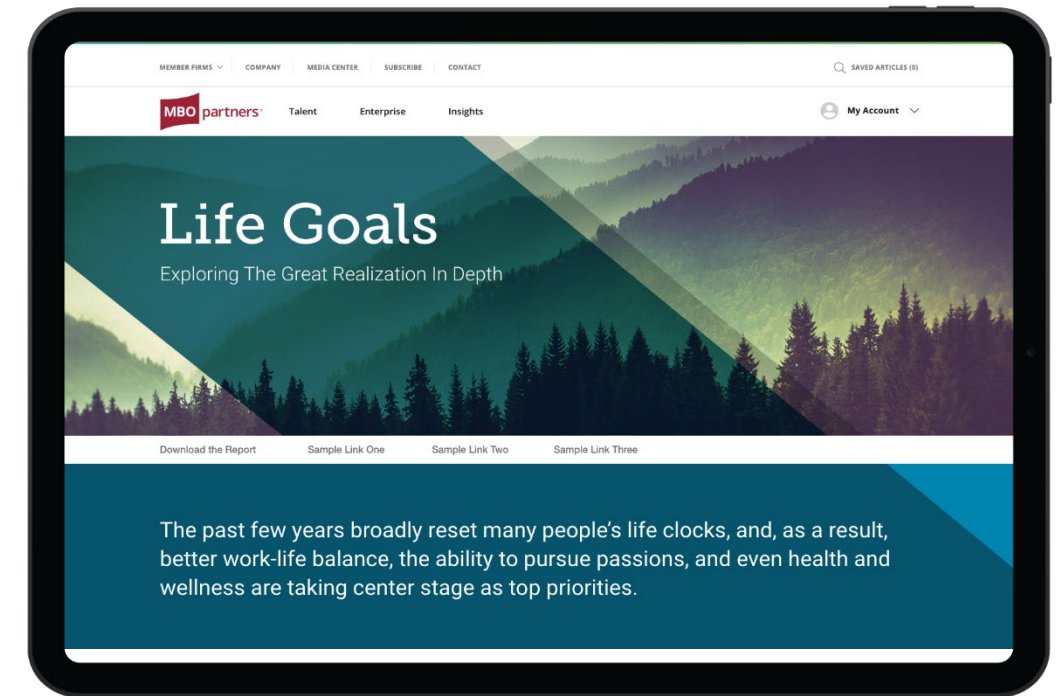 MEMBER FIRMS COMPANY MEDIA CENTER SUBSCRIBE CONTACT SAVED ARTICLES (0)
MBO partners® Talent Enterprise Insights My Account
Life Goals
Exploring The Great Realization In Depth
Download the Report Sample Link One Sample Link Two Sample Link Three
The past few years broadly reset many people’s life clocks, and, as a result,
better work-life balance, the ability to pursue passions, and even health and
wellness are taking center stage as top priorities.